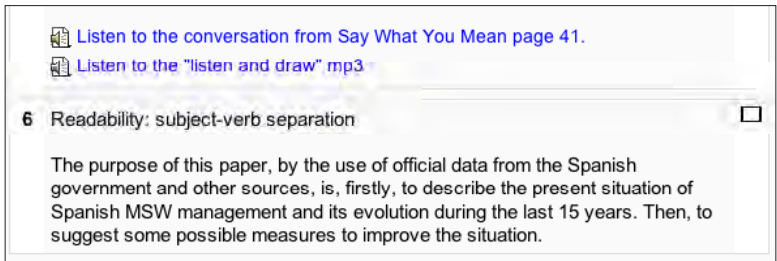 Listen to the conversation from Say What You Mean page 41.
Listen to the "listen and draw" mp3
6 Readability: subject-verb separation
The purpose of this paper, by the use of official data from the Spanish
government and other sources, is, firstly, to describe the present situation of
Spanish MSW management and its evolution during the last 15 years. Then, to
suggest some possible measures to improve the situation.